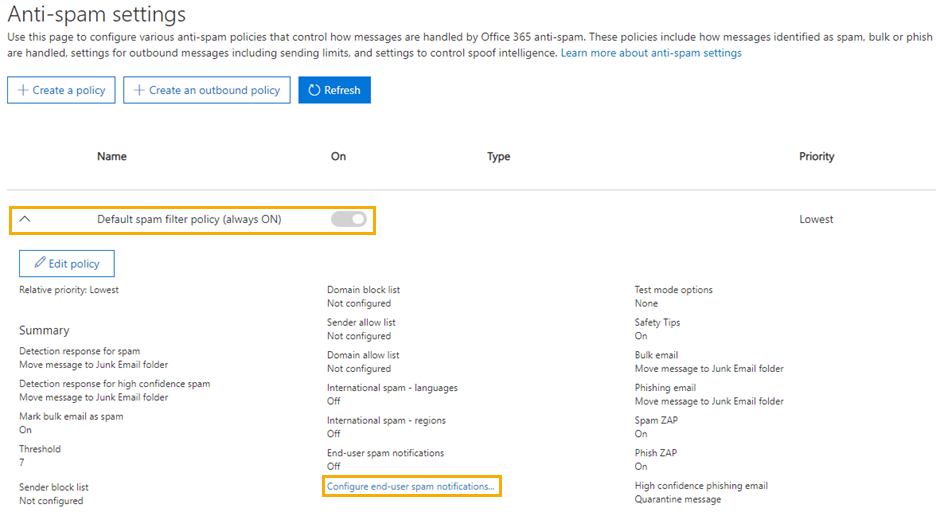 Anti-spam settings
Use this page to configure various anti-spam policies that control how messages are handled by Office 365 anti-spam. These policies include how messages identified as spam, bulk or phish
are handled, settings for outbound messages including sending limits, and settings to control spoof intelligence. Learn more about anti-spam settings
Create a policy
Create an outbound policy
Refresh
Name On Type Priority
Default spam filter policy (always ON) Lowest
Edit policy
Relative priority: Lowest
Summary
Detection response for spam
Move message to Junk Email folder
Detection response for high confidence spam
Move message to Junk Email folder
Mark bulk email as spam
On
Threshold
7
Sender block list
Not configured
Domain block list
Not configured
Sender allow list
Not configured
Domain allow list
Not configured
International spam - languages
Off
International spam - regions
Off
End-user spam notifications
Off
Configure end-user spam notifications...
Test mode options
None
Safety Tips
On
Bulk email
Move message to Junk Email folder
Phishing email
Move message to Junk Email folder
Spam ZAP
On
Phish ZAP
On
High confidence phishing email
Quarantine message